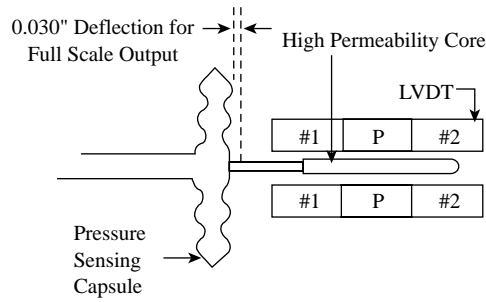 0.030" Deflection for
Full Scale Output
High Permeability Core
LVDT
#1 P #2
#1 P #2
Pressure
Sensing
Capsule